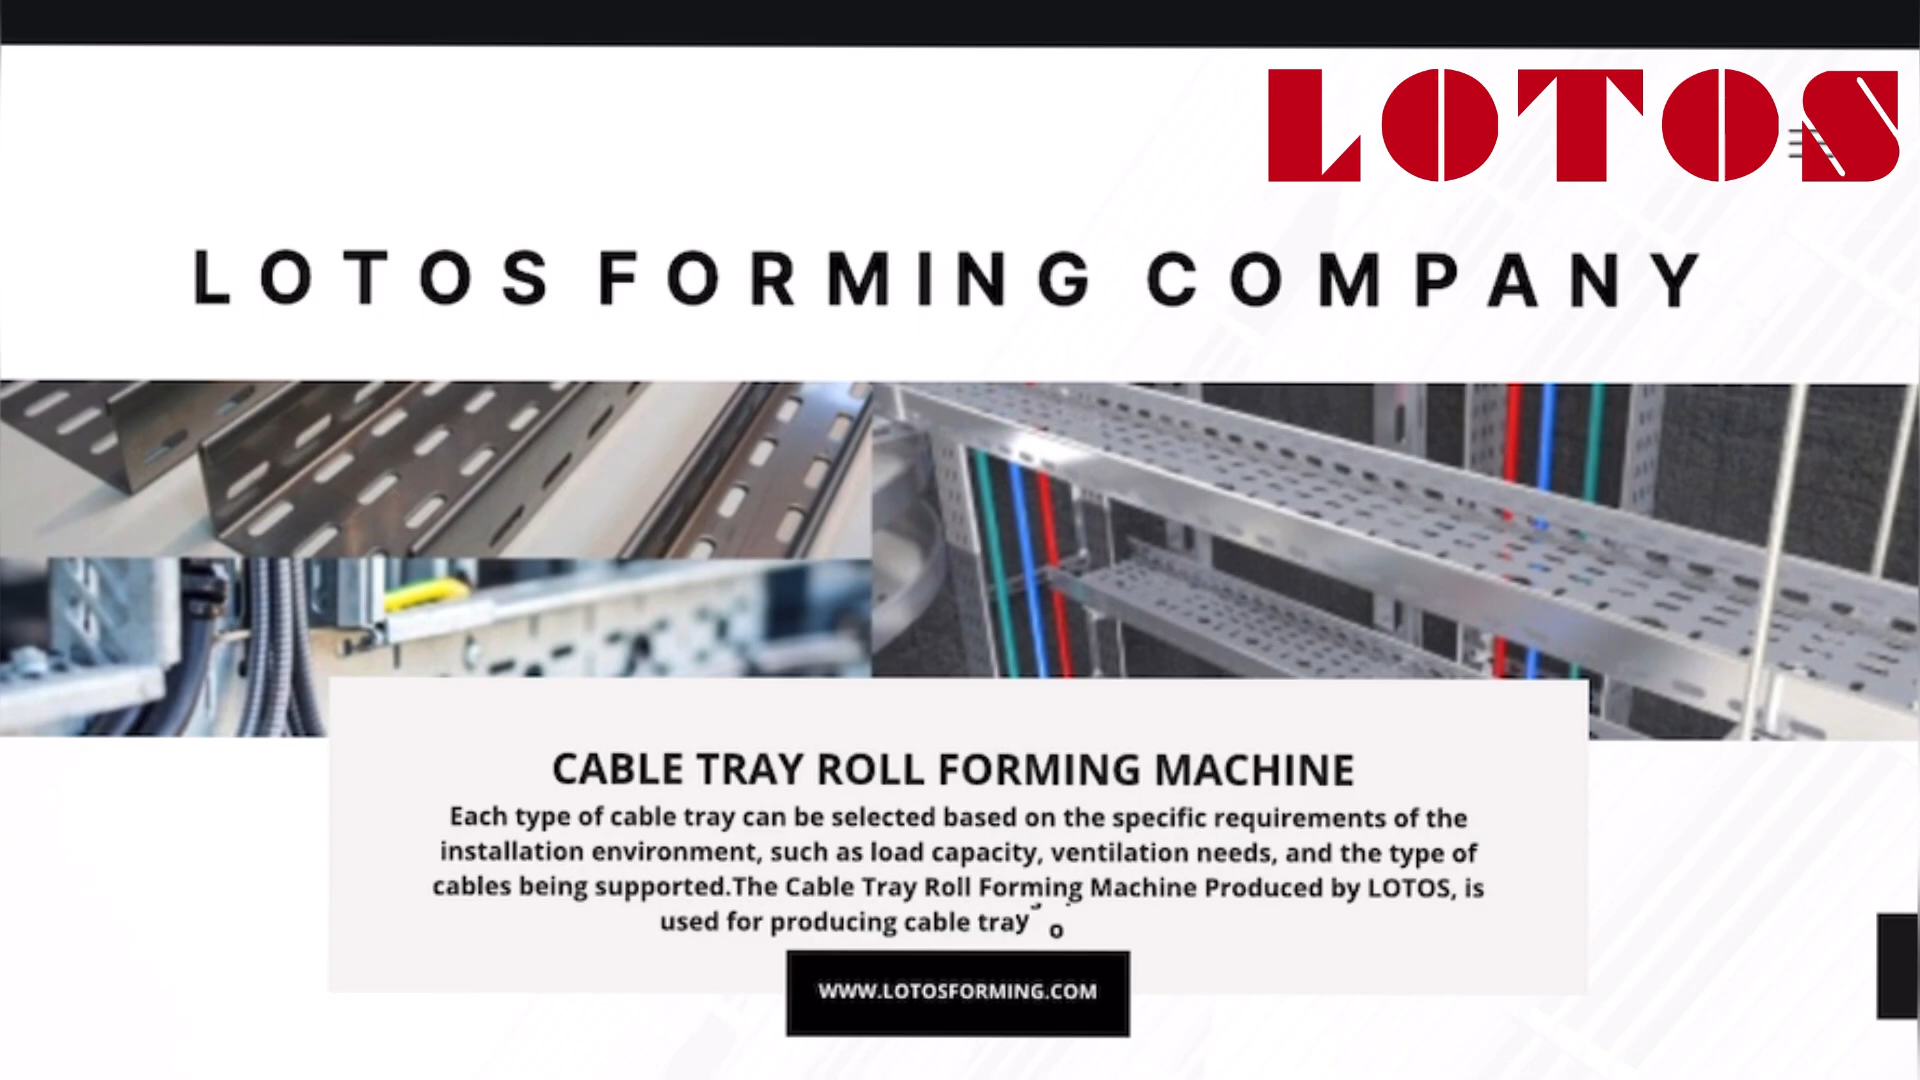 LOTOS
LOTOS FORMING COMPANY
CABLE TRAY ROLL FORMING MACHINE
Each type of cable tray can be selected based on the specific requirements of the
installation environment, such as load capacity, ventilation needs, and the type of
cables being supported.The Cable Tray Roll Forming Machine Produced by LOTOS, is
used for producing cable tray
WWW.LOTOSFORMING.COM